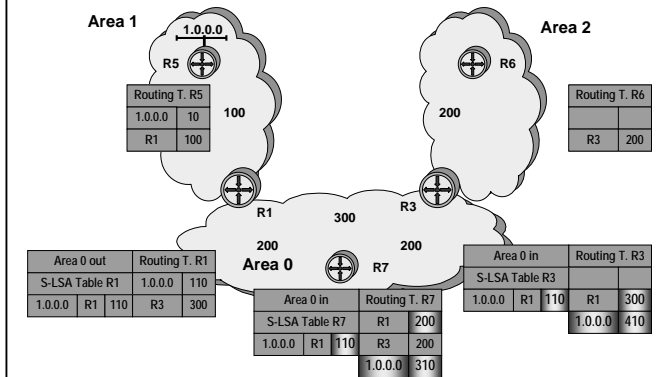 Area 1
1.0.0.0
Area 2
R5
R6
Routing T. R5
1.0.0.0 10
R1 100
100
200
Routing T. R6
R3 200
R1
R3
300
200
200
Area 0
R7
Area 0 out Routing T. R1
S-LSA Table R1 1.0.0.0 110
1.0.0.0 R1 110 R3 300
Area 0 in Routing T. R7
S-LSA Table R7 R1 200
1.0.0.0 R1 110 R3 200
1.0.0.0 310
Area 0 in Routing T. R3
S-LSA Table R3
1.0.0.0 R1 110 R1 300
1.0.0.0 410